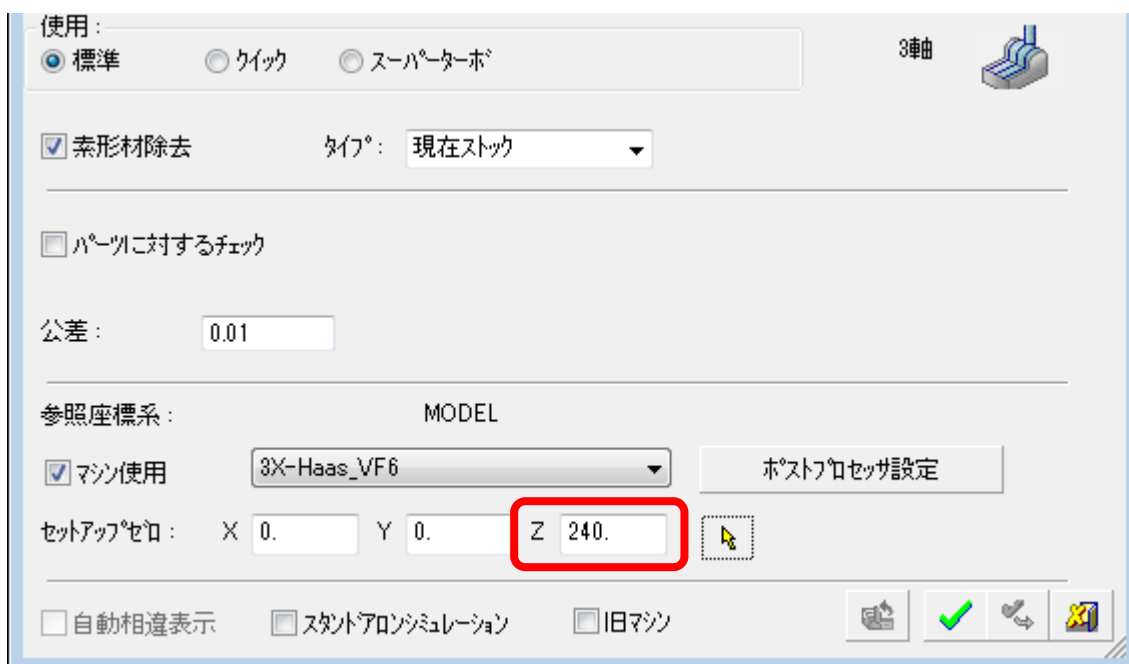 使用：
標準 ｸｲｯｸ ｽｰﾊﾟｰﾀｰﾎﾞ 3軸
素形材除去 ﾀｲﾌﾟ： 現在ｽﾄｯｸ
ﾊﾟｰﾂに対するﾁｪｯｸ
公差： 0.01
参照座標系： MODEL
ﾏｼﾝ使用 3X-Haas_VF6 ﾎﾟｽﾄﾌﾟﾛｾｯｻ設定
ｾｯﾄｱｯﾌﾟｾﾞﾛ： X 0. Y 0. Z 240.
自動相違表示 ｽﾀﾝﾄﾞｱﾛﾝｼﾐｭﾚｰｼｮﾝ 旧ﾏｼﾝ